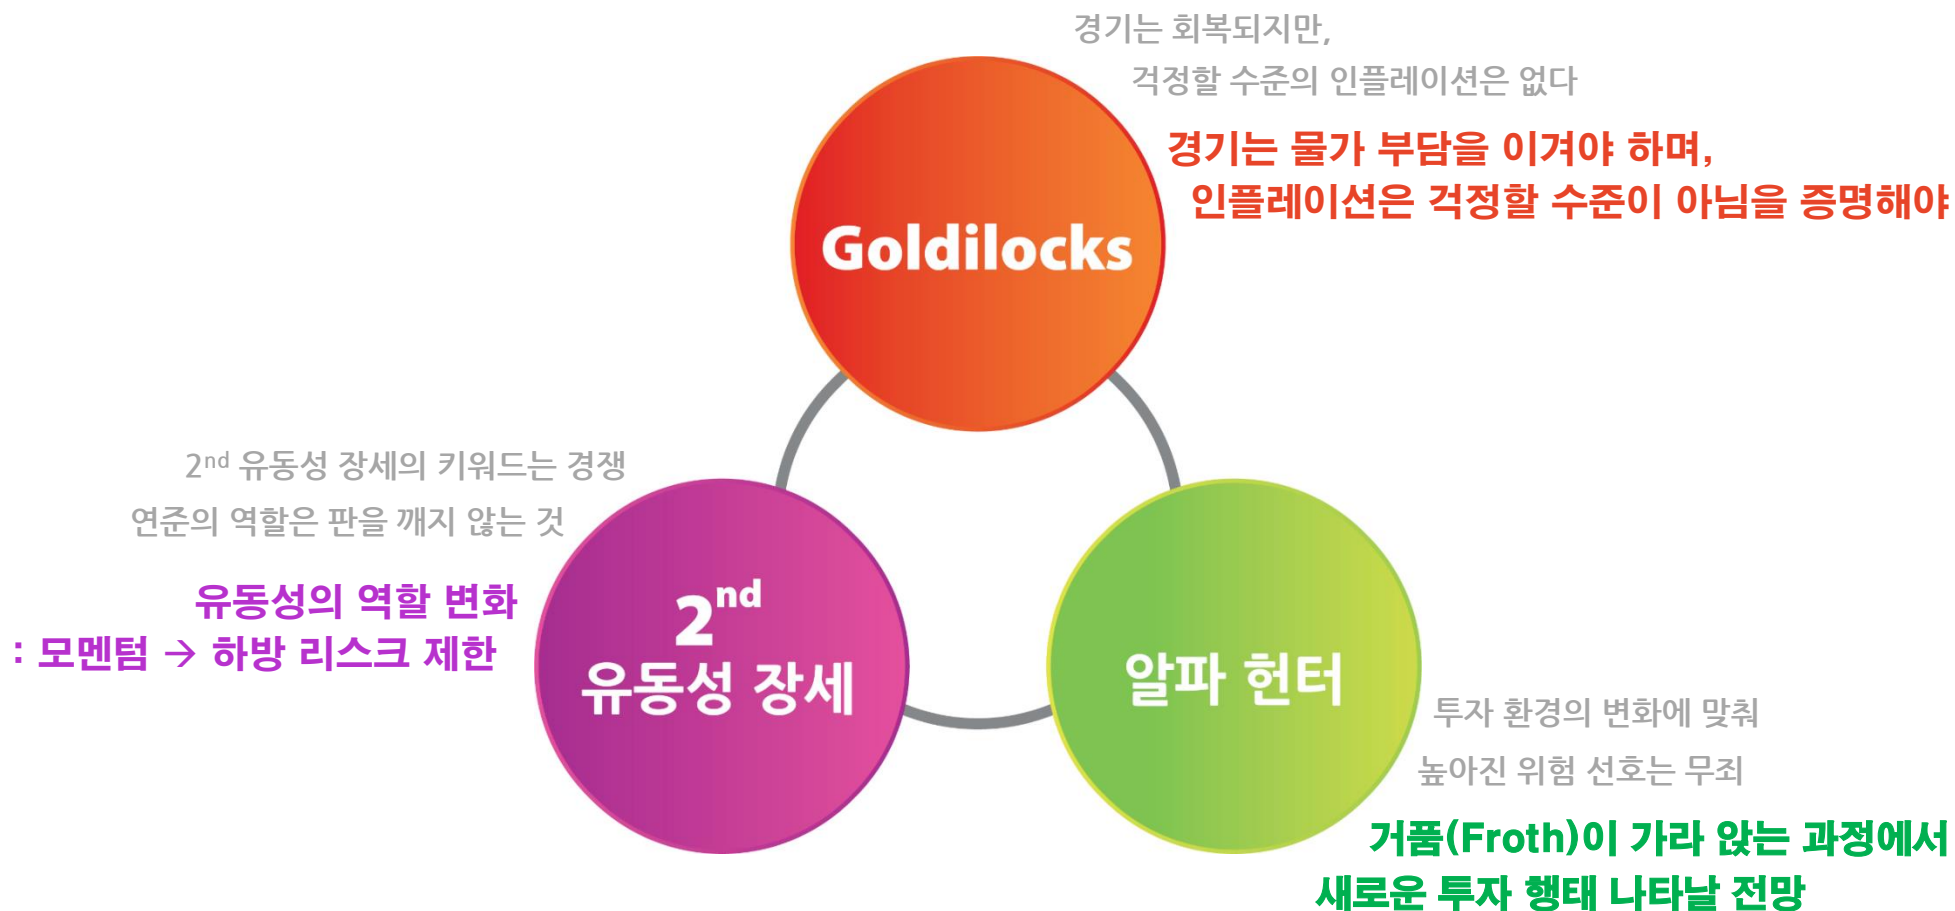 경기는 회복되지만,
걱정할 수준의 인플레이션은 없다
경기는 물가 부담을 이겨야 하며,
인플레이션은 걱정할 수준이 아님을 증명해야
Goldilocks
2nd 유동성 장세의 키워드는 경쟁
연준의 역할은 판을 깨지 않는 것
유동성의 역할 변화
: 모멘텀 → 하방 리스크 제한
2nd
유동성 장세
알파 헌터
투자 환경의 변화에 맞춰
높아진 위험 선호는 무죄
거품(Froth)이 가라 앉는 과정에서
새로운 투자 행태 나타날 전망